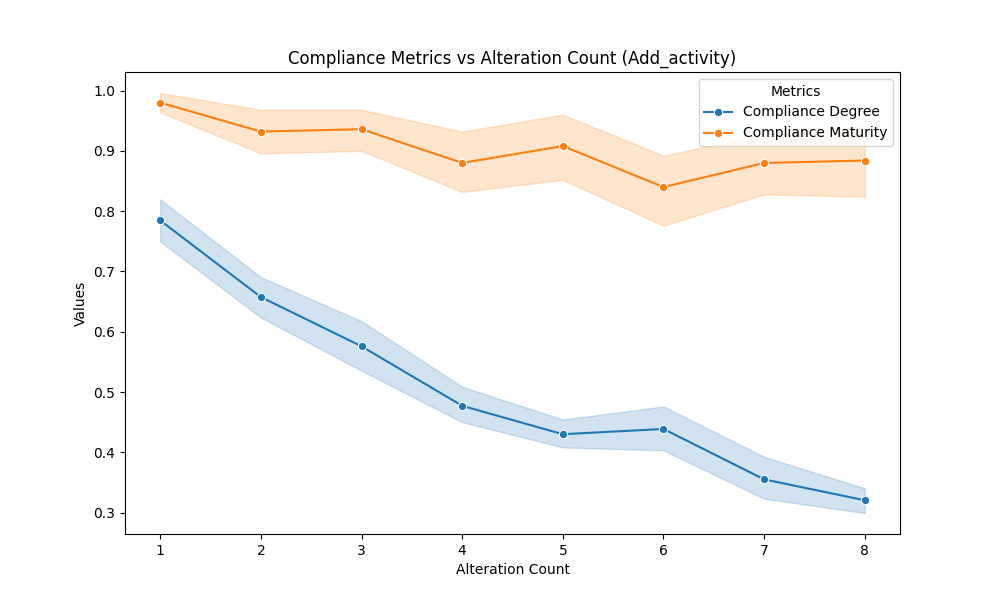 Compliance Metrics vs Alteration Count (Add_activity)
Metrics
Compliance Degree
Compliance Maturity
Values
1.0
0.9
0.8
0.7
0.6
0.5
0.4
0.3
1 2 3 4 5 6 7 8
Alteration Count